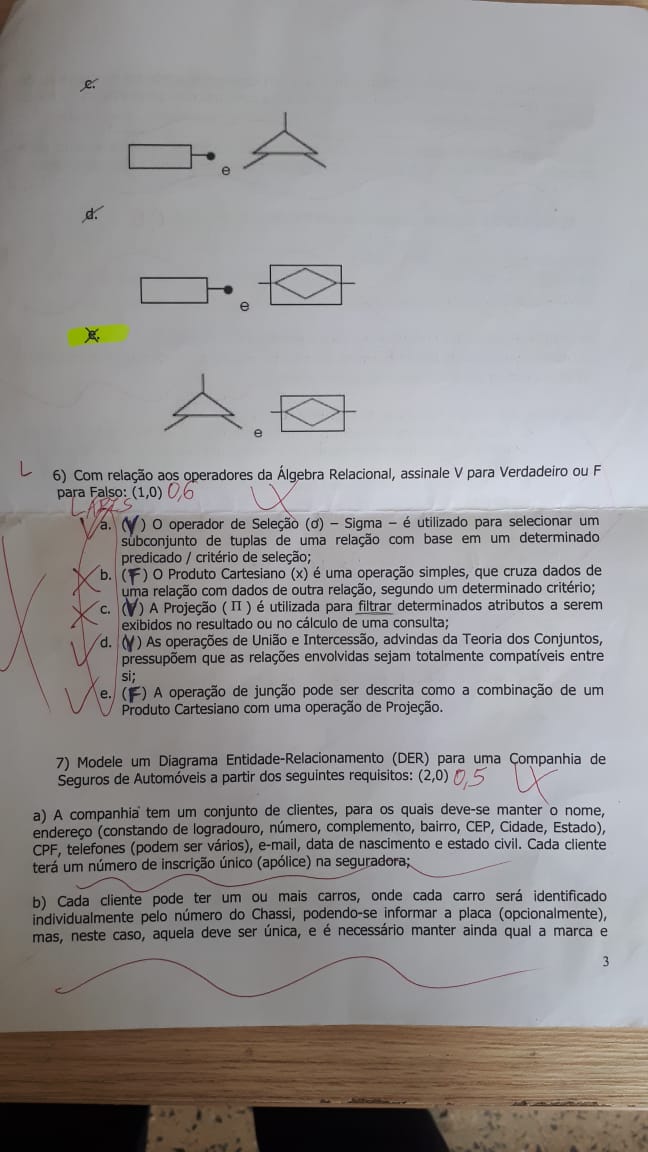 c.
e
d.
e
e.
e
L
6) Com relação aos operadores da Álgebra Relacional, assinale V para Verdadeiro ou F
para Falso: (1,0) 0,6
a. (V) O operador de Seleção (σ) – Sigma – é utilizado para selecionar um
subconjunto de tuplas de uma relação com base em um determinado
predicado / critério de seleção;
b. (F) O Produto Cartesiano (x) é uma operação simples, que cruza dados de
uma relação com dados de outra relação, segundo um determinado critério;
c. (V) A Projeção ( Π ) é utilizada para filtrar determinados atributos a serem
exibidos no resultado ou no cálculo de uma consulta;
d. (V) As operações de União e Intercessão, advindas da Teoria dos Conjuntos,
pressupõem que as relações envolvidas sejam totalmente compatíveis entre
si;
e. (F) A operação de junção pode ser descrita como a combinação de um
Produto Cartesiano com uma operação de Projeção.
7) Modele um Diagrama Entidade-Relacionamento (DER) para uma Companhia de
Seguros de Automóveis a partir dos seguintes requisitos: (2,0) 0,5
a) A companhia tem um conjunto de clientes, para os quais deve-se manter o nome,
endereço (constando de logradouro, número, complemento, bairro, CEP, Cidade, Estado),
CPF, telefones (podem ser vários), e-mail, data de nascimento e estado civil. Cada cliente
terá um número de inscrição único (apólice) na seguradora;
b) Cada cliente pode ter um ou mais carros, onde cada carro será identificado
individualmente pelo número do Chassi, podendo-se informar a placa (opcionalmente),
mas, neste caso, aquela deve ser única, e é necessário manter ainda qual a marca e
3